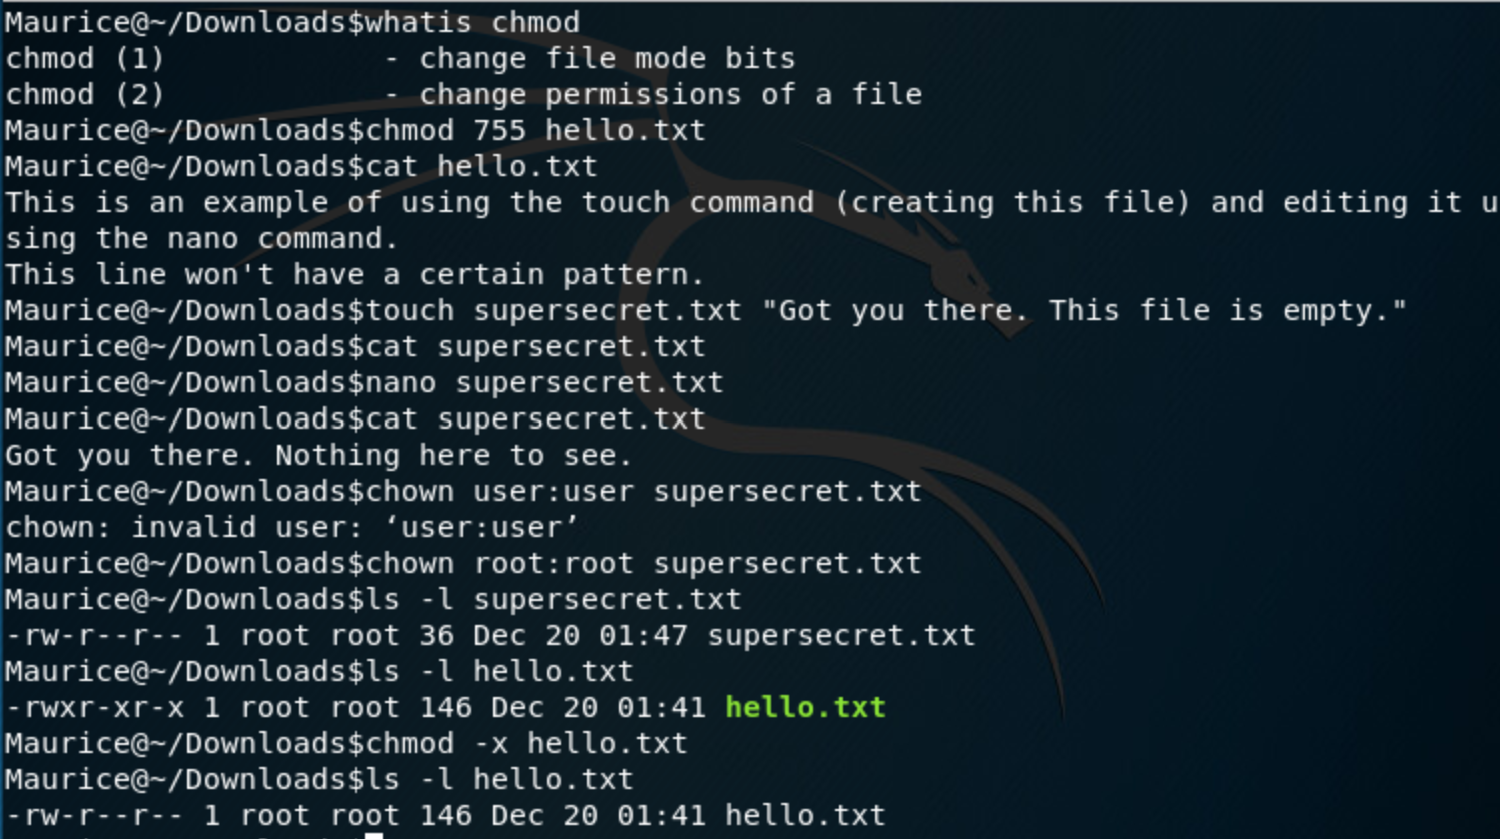 Maurice@~/Downloads$whatis chmod
chmod (1)            - change file mode bits
chmod (2)            - change permissions of a file
Maurice@~/Downloads$chmod 755 hello.txt
Maurice@~/Downloads$cat hello.txt
This is an example of using the touch command (creating this file) and editing it u
sing the nano command.
This line won't have a certain pattern.
Maurice@~/Downloads$touch supersecret.txt "Got you there. This file is empty."
Maurice@~/Downloads$cat supersecret.txt
Maurice@~/Downloads$nano supersecret.txt
Maurice@~/Downloads$cat supersecret.txt
Got you there. Nothing here to see.
Maurice@~/Downloads$chown user:user supersecret.txt
chown: invalid user: ‘user:user’
Maurice@~/Downloads$chown root:root supersecret.txt
Maurice@~/Downloads$ls -l supersecret.txt
-rw-r--r-- 1 root root 36 Dec 20 01:47 supersecret.txt
Maurice@~/Downloads$ls -l hello.txt
-rwxr-xr-x 1 root root 146 Dec 20 01:41 hello.txt
Maurice@~/Downloads$chmod -x hello.txt
Maurice@~/Downloads$ls -l hello.txt
-rw-r--r-- 1 root root 146 Dec 20 01:41 hello.txt